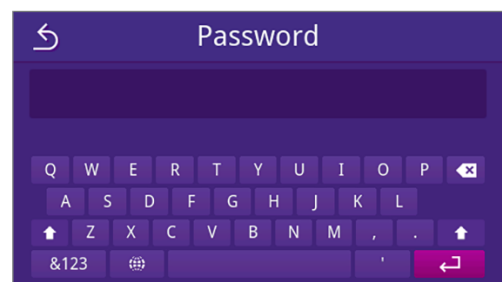 Password
Q W E R T Y U I O P
A S D F G H J K L
Z X C V B N M , .
&123 '